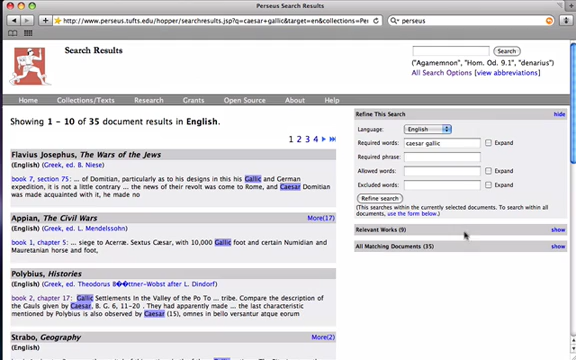 Perseus Search Results
http://www.perseus.tufts.edu/hopper/searchresults.jsp?q=caesar+gallic&target=en&collections=Pe
perseus
Search Results
Search
("Agamemnon", "Hom. Od. 9.1", "denarius")
All Search Options [view abbreviations]
Home Collections/Texts Research Grants Open Source About Help
Showing 1 - 10 of 35 document results in English.
1 2 3 4
Flavius Josephus, The Wars of the Jews
(English) (Greek, ed. B. Niese)
book 7, section 75: ... of Domitian, particularly as to his designs in this his Gallic and German
expedition, it is not a little contrary ... the news of their revolt was come to Rome, and Caesar Domitian
was made acquainted with it, he made no
Appian, The Civil Wars More(17)
(English) (Greek, ed. L. Mendelssohn)
book 1, chapter 5: ... siege to Acerræ. Sextus Cæsar, with 10,000 Gallic foot and certain Numidian and
Mauretanian horse and foot,
Polybius, Histories
(English) (Greek, ed. Theodorus B��ttner-Wobst after L. Dindorf)
book 2, chapter 17: Gallic Settlements In the Valley of the Po To ... tribe. Compare the description of
the Gauls given by Caesar, B. G. 6, 11-20 . They had apparently made ... the last circumstance
mentioned by Polybius is also observed by Caesar (15), omnes in bello versantur atque eorum
Strabo, Geography More(2)
Refine This Search hide
Language: English
Required words: caesar gallic Expand
Required phrase:
Allowed words: Expand
Excluded words: Expand
Refine search
(This searches within the currently selected documents. To search within all
documents, use the form below.)
Relevant Works (9) show
All Matching Documents (35) show